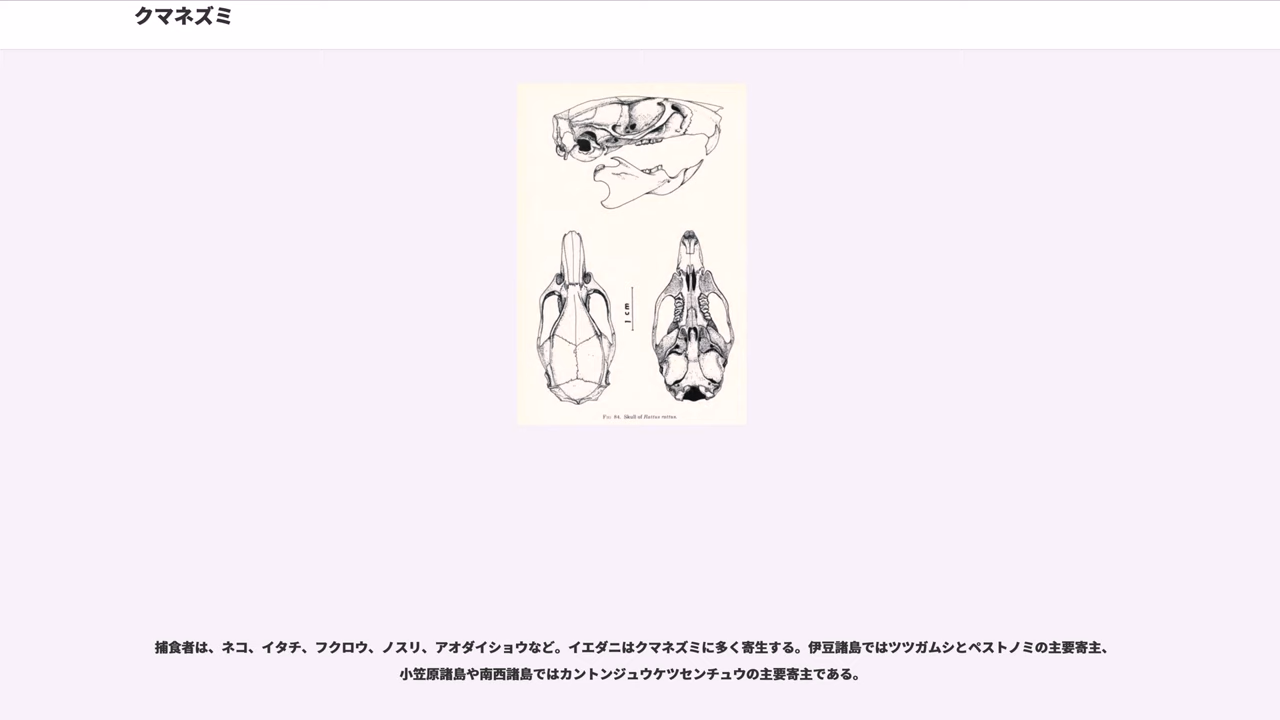 クマネズミ
1 cm
Fig. 84. Skull of Rattus rattus.
捕食者は、ネコ、イタチ、フクロウ、ノスリ、アオダイショウなど。イエダニはクマネズミに多く寄生する。伊豆諸島ではツツガムシとペストノミの主要寄主、
小笠原諸島や南西諸島ではカントンジュウケツセンチュウの主要寄主である。